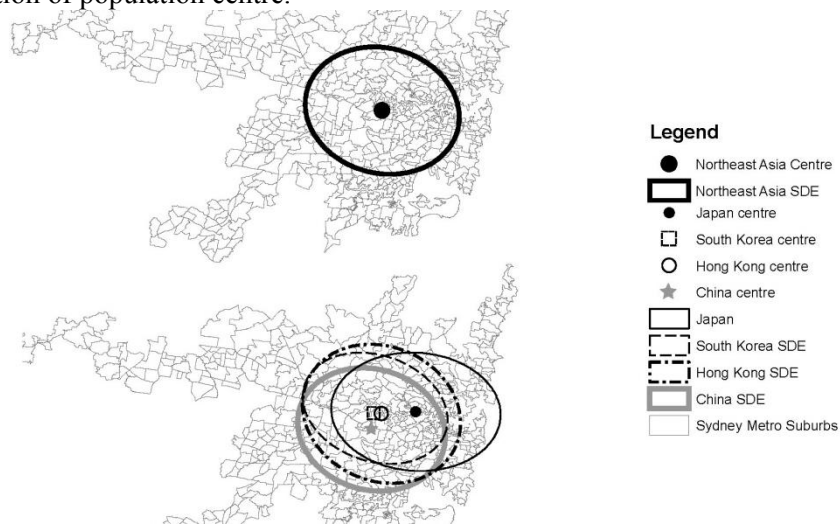 tion of population centre.
Legend
Northeast Asia Centre
Northeast Asia SDE
Japan centre
South Korea centre
Hong Kong centre
China centre
Japan
South Korea SDE
Hong Kong SDE
China SDE
Sydney Metro Suburbs